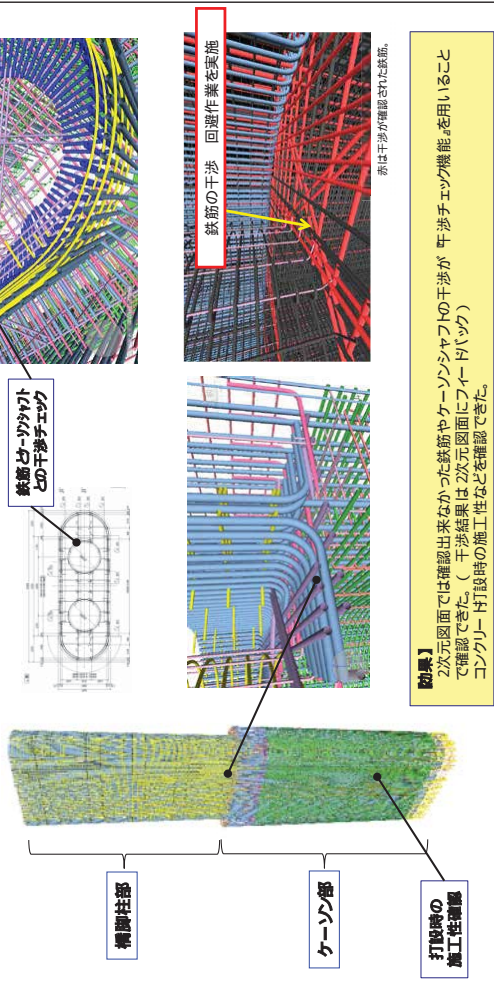 橋脚柱部
ケーソン部
打設時の
施工性確認
鉄筋とケーソンシャフト
との干渉チェック
鉄筋の干渉　回避作業を実施
赤は干渉が確認された鉄筋。
【効果】
2次元図面では確認出来なかった鉄筋やケーソンシャフトの干渉が『干渉チェック機能』を用いること
で確認できた。（　干渉結果は2次元図面にフィードバック）
コンクリート打設時の施工性などを確認できた。